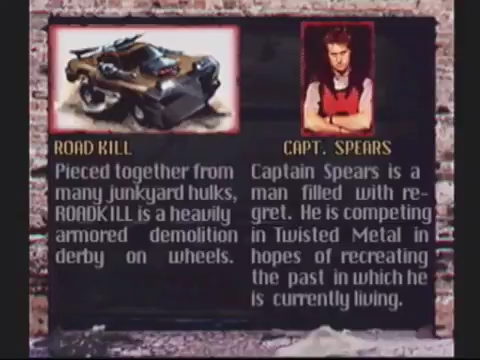 ROAD KILL
Pieced together from
many junkyard hulks,
ROADKILL is a heavily
armored demolition
derby on wheels.
CAPT. SPEARS
Captain Spears is a
man filled with re-
gret. He is competing
in Twisted Metal in
hopes of recreating
the past in which he
is currently living.